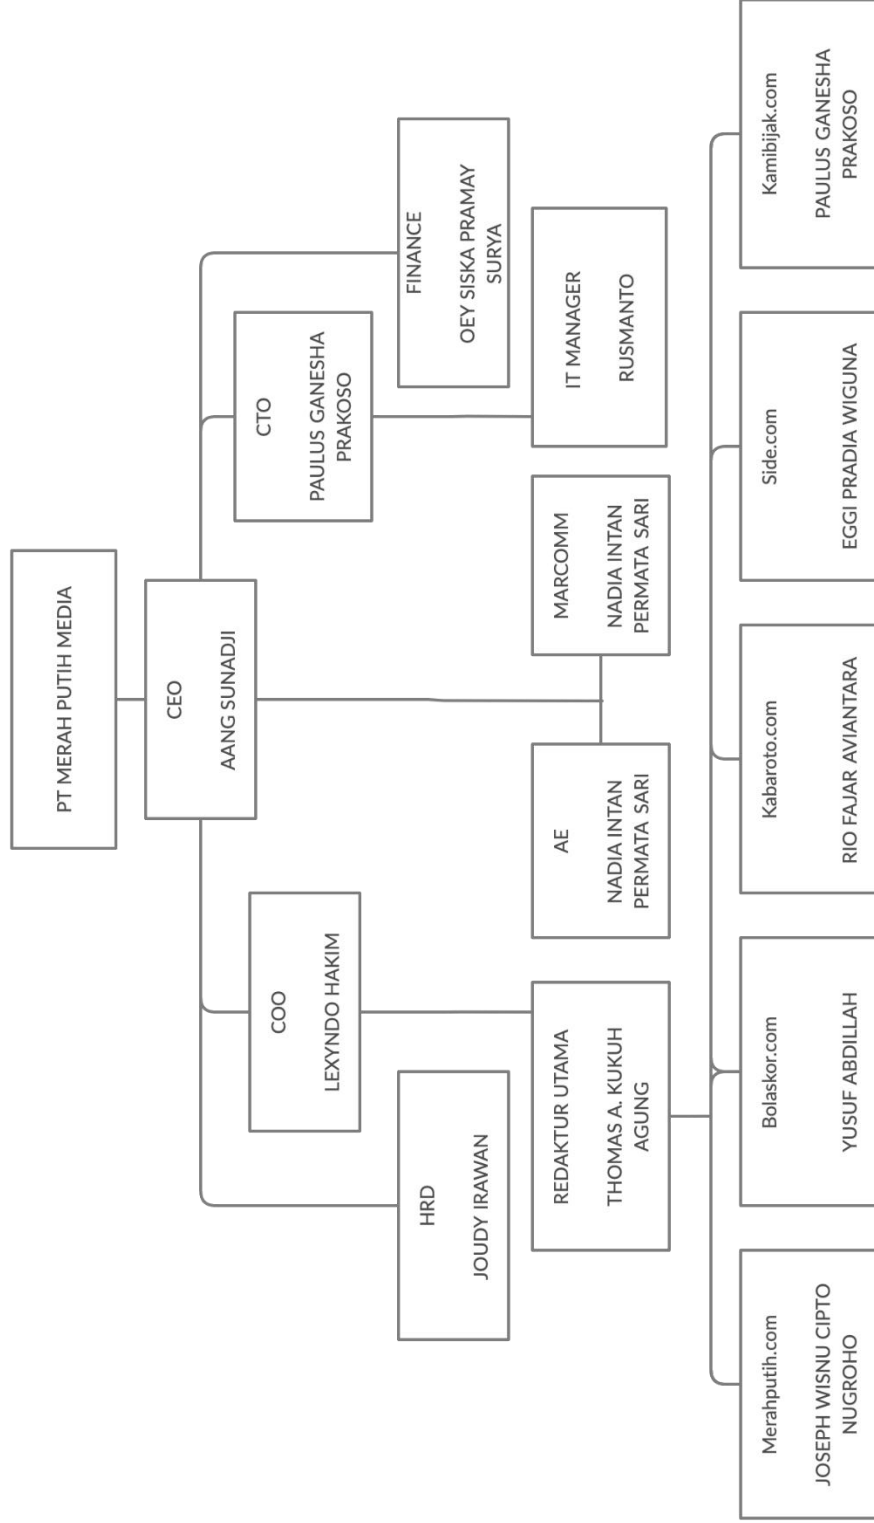 PT MERAH PUTIH MEDIA
CEO
AANG SUNADJI
COO
LEXYNDO HAKIM
CTO
PAULUS GANESHA
PRAKOSO
HRD
JOUDY IRAWAN
FINANCE
OEY SISKA PRAMAY
SURYA
REDAKTUR UTAMA
THOMAS A. KUKUH
AGUNG
AE
NADIA INTAN
PERMATA SARI
MARCOMM
NADIA INTAN
PERMATA SARI
IT MANAGER
RUSMANTO
Merahputih.com
JOSEPH WISNU CIPTO
NUGROHO
Bolaskor.com
YUSUF ABDILLAH
Kabaroto.com
RIO FAJAR AVIANTARA
Side.com
EGGI PRADIA WIGUNA
Kamibijak.com
PAULUS GANESHA
PRAKOSO